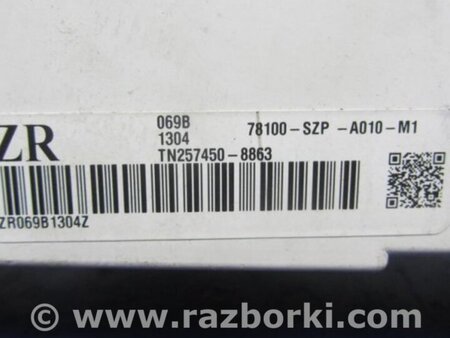 ZR
069B
1304
TN257450-8863
78100-SZP -A010-M1
ZR069B1304Z
© www.razborki.com